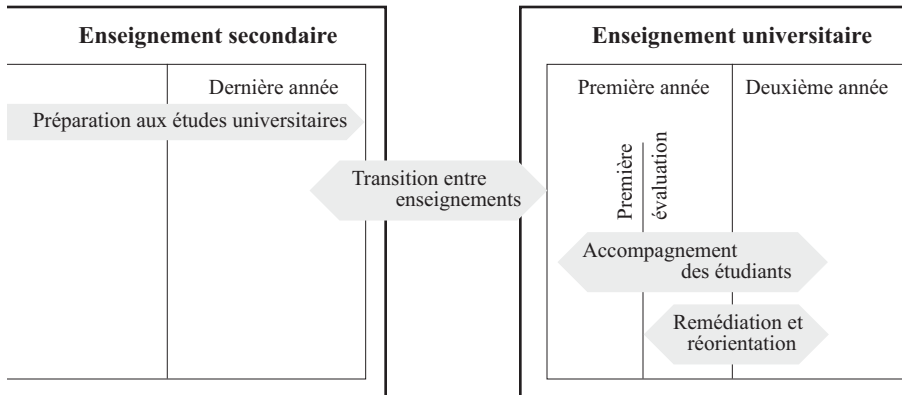 Enseignement secondaire
Dernière année
Préparation aux études universitaires
Transition entre
enseignements
Enseignement universitaire
Première année
Deuxième année
Première
évaluation
Accompagnement
des étudiants
Remédiation et
réorientation